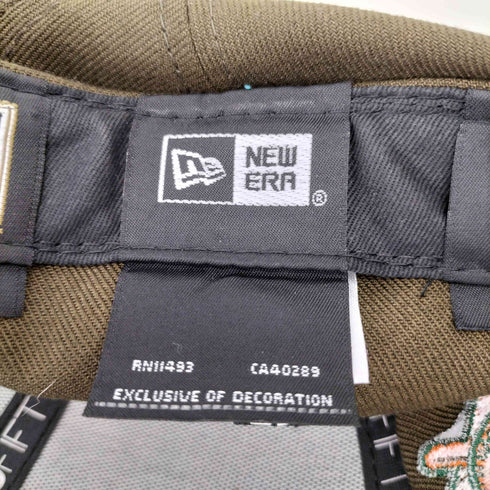 NEW
ERA
®
RN11493 CA40289
EXCLUSIVE OF DECORATION